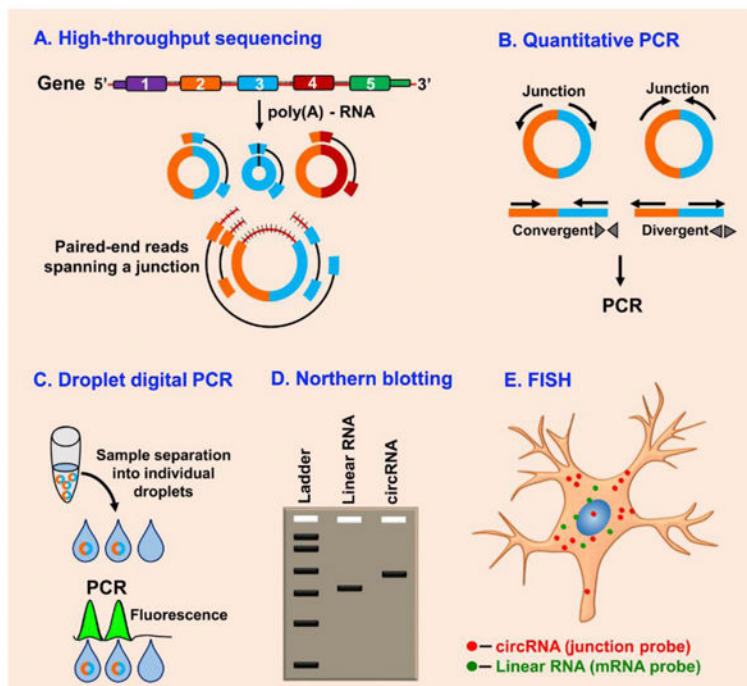 A. High-throughput sequencing
Gene 5' 1 2 3 4 5 3'
poly(A) - RNA
Paired-end reads
spanning a junction
B. Quantitative PCR
Junction Junction
Convergent Divergent
PCR
C. Droplet digital PCR
Sample separation
into individual
droplets
PCR
Fluorescence
D. Northern blotting
Ladder
Linear RNA
circRNA
E. FISH
circRNA (junction probe)
Linear RNA (mRNA probe)